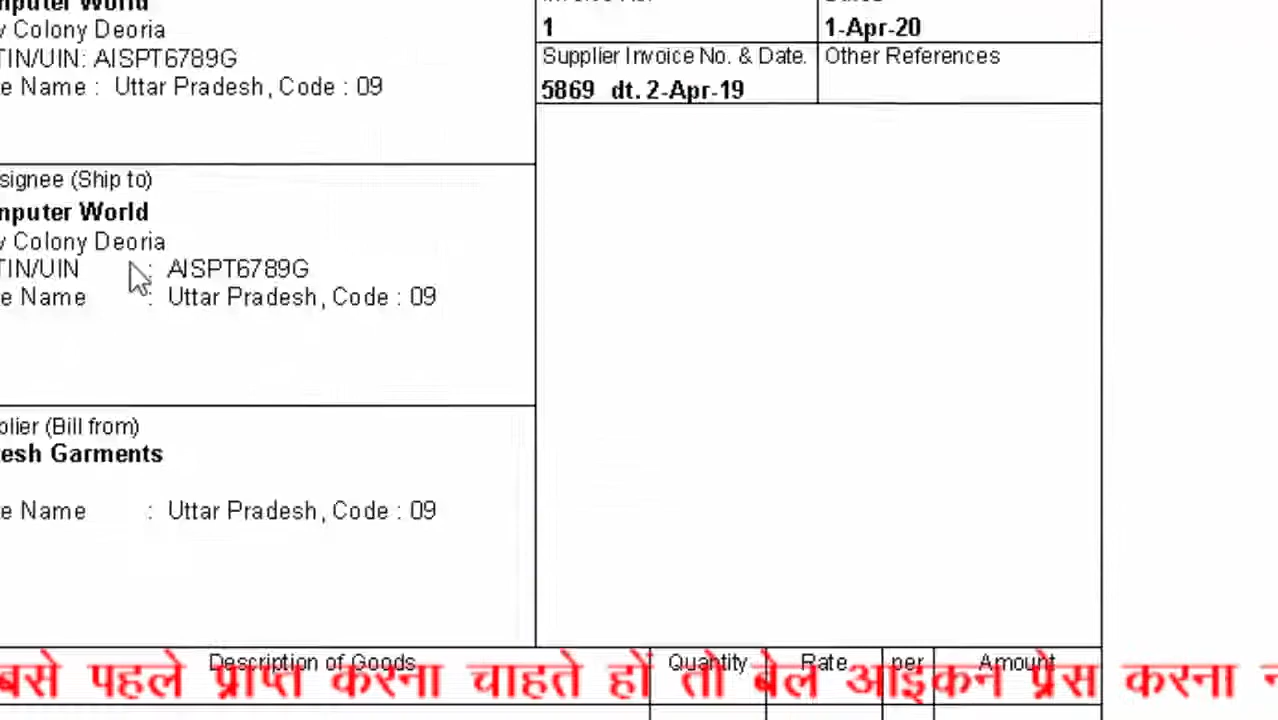 nputer World
y Colony Deoria
TIN/UIN: AISPT6789G
e Name : Uttar Pradesh, Code : 09
1
1-Apr-20
Supplier Invoice No. & Date.
Other References
5869 dt. 2-Apr-19
signee (Ship to)
nputer World
y Colony Deoria
TIN/UIN : AISPT6789G
e Name : Uttar Pradesh, Code : 09
plier (Bill from)
esh Garments
e Name : Uttar Pradesh, Code : 09
Description of Goods Quantity Rate per Amount
बसे पहले प्राप्त करना चाहते हों तो बेल आइकन प्रेस करना न